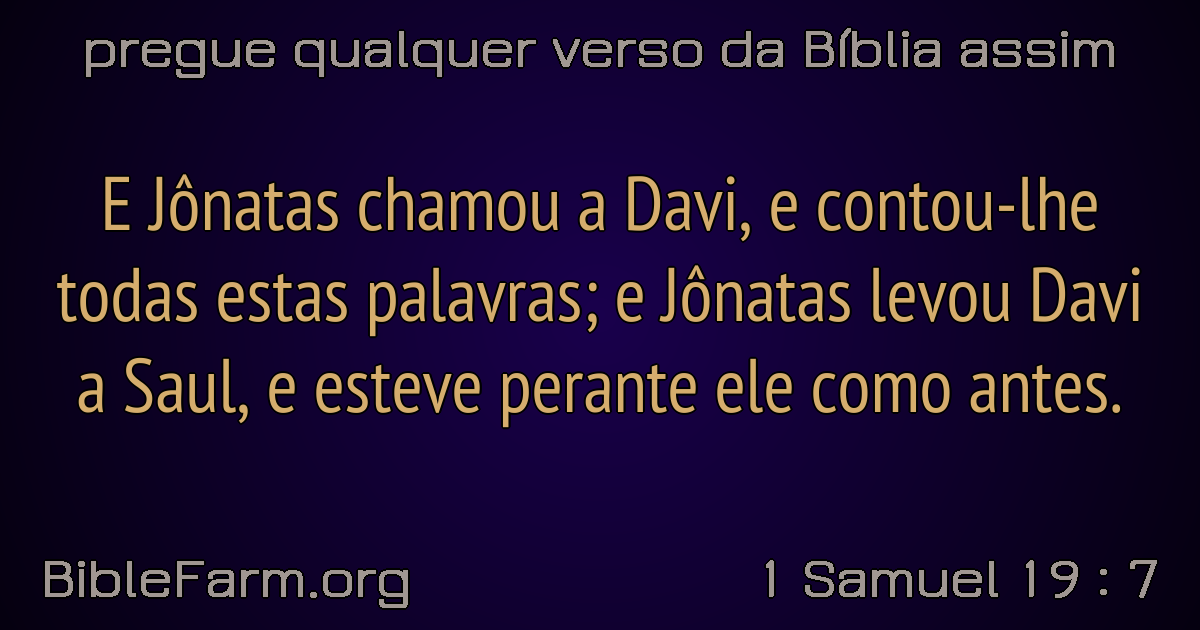 pregue qualquer verso da Bíblia assim
E Jônatas chamou a Davi, e contou-lhe
todas estas palavras; e Jônatas levou Davi
a Saul, e esteve perante ele como antes.
BibleFarm.org
1 Samuel 19 : 7